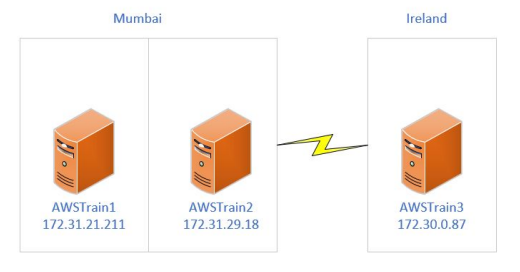 Mumbai
Ireland
AWSTrain1
172.31.21.211
AWSTrain2
172.31.29.18
AWSTrain3
172.30.0.87